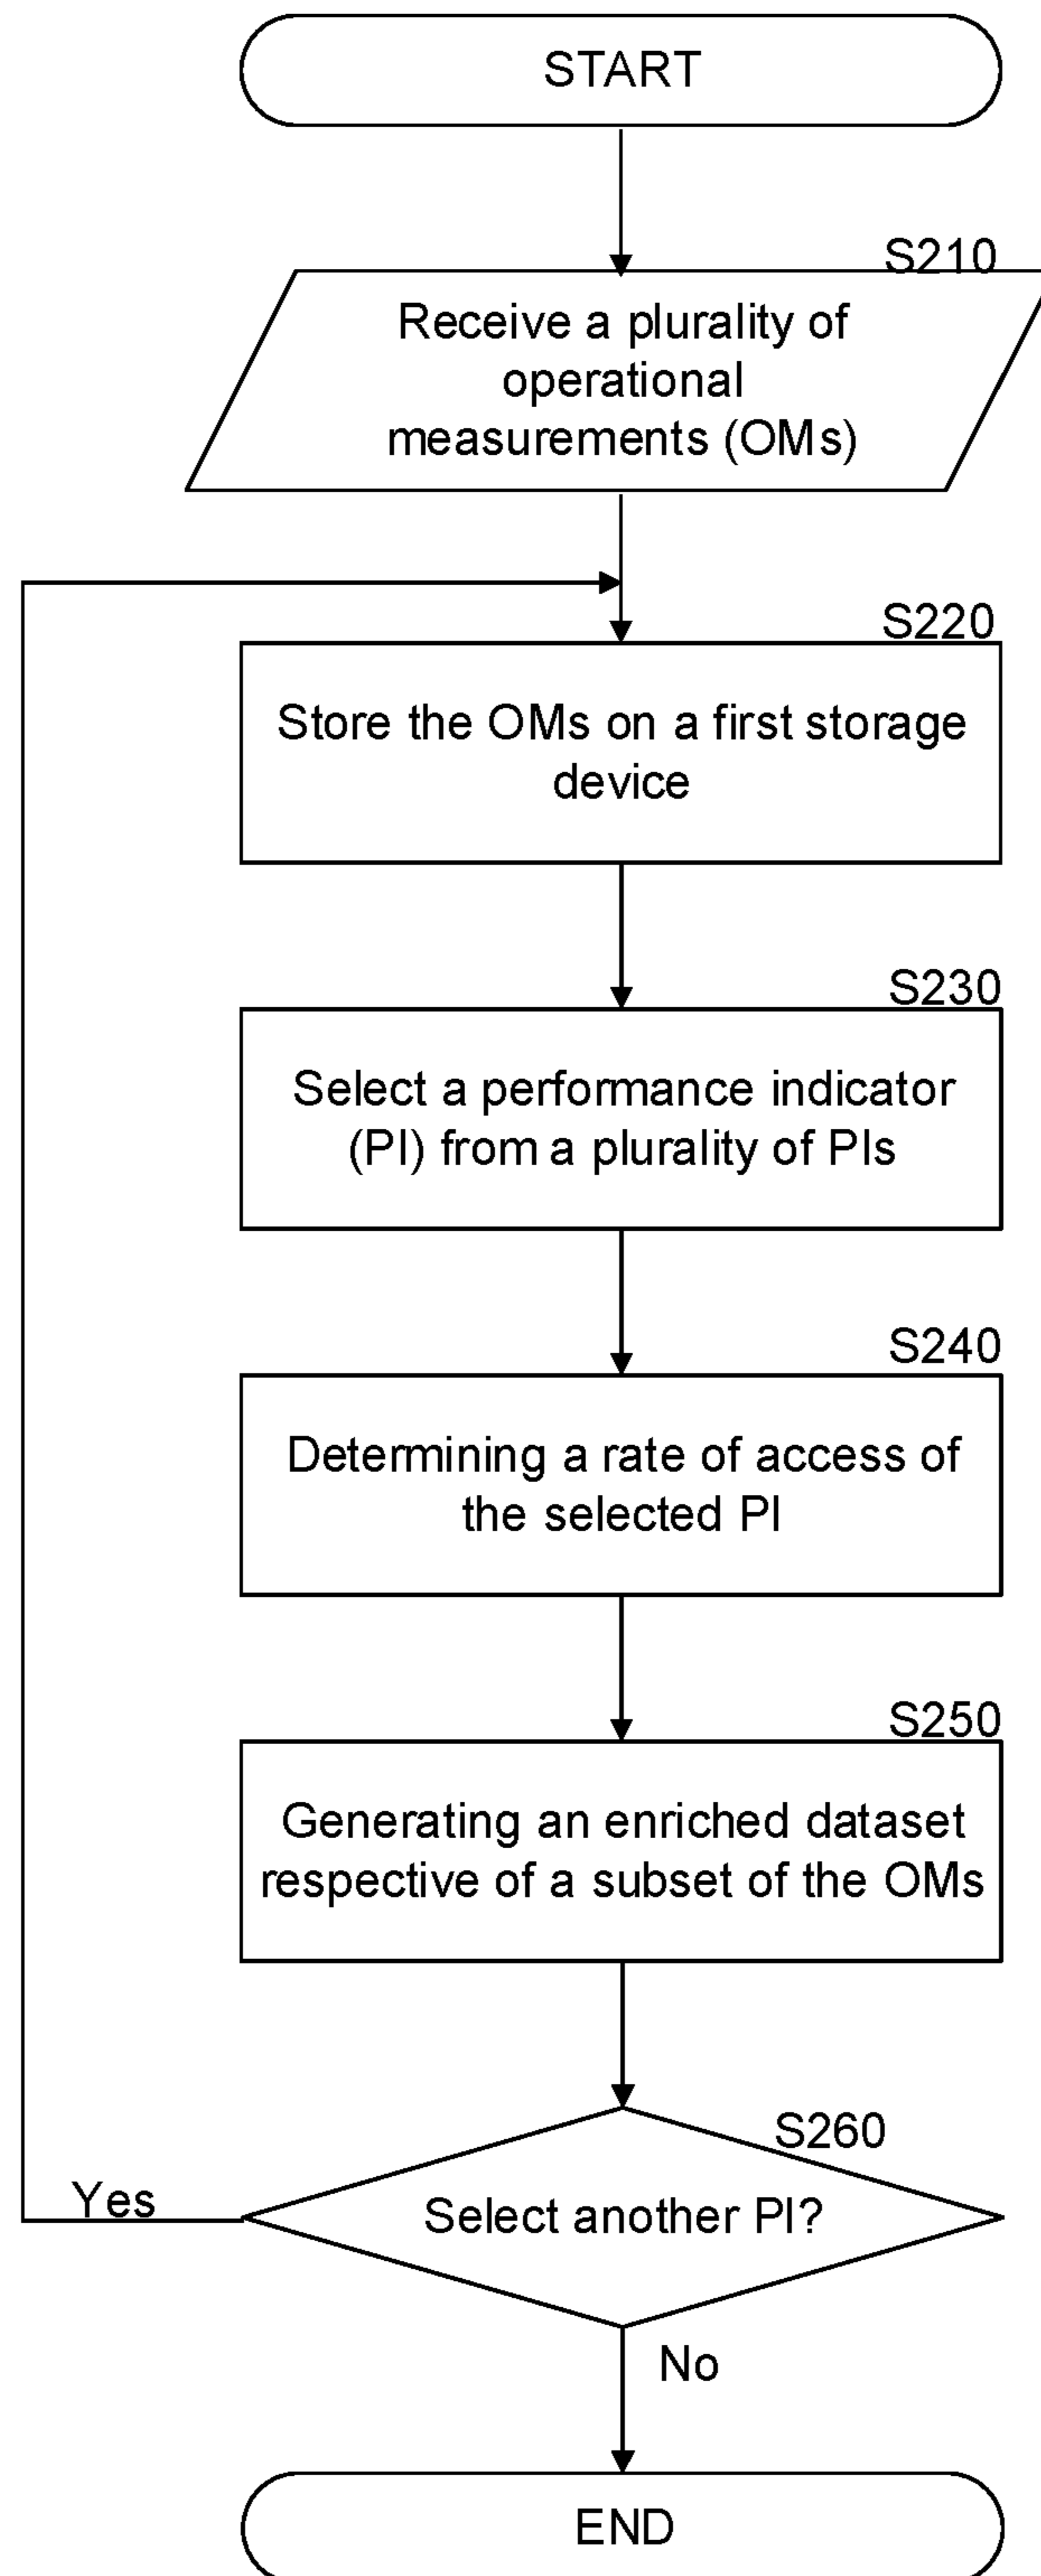 START
S210
Receive a plurality of
operational
measurements (OMs)
S220
Store the OMs on a first storage
device
S230
Select a performance indicator
(PI) from a plurality of PIs
S240
Determining a rate of access of
the selected PI
S250
Generating an enriched dataset
respective of a subset of the OMs
S260
Yes
Select another PI?
No
END